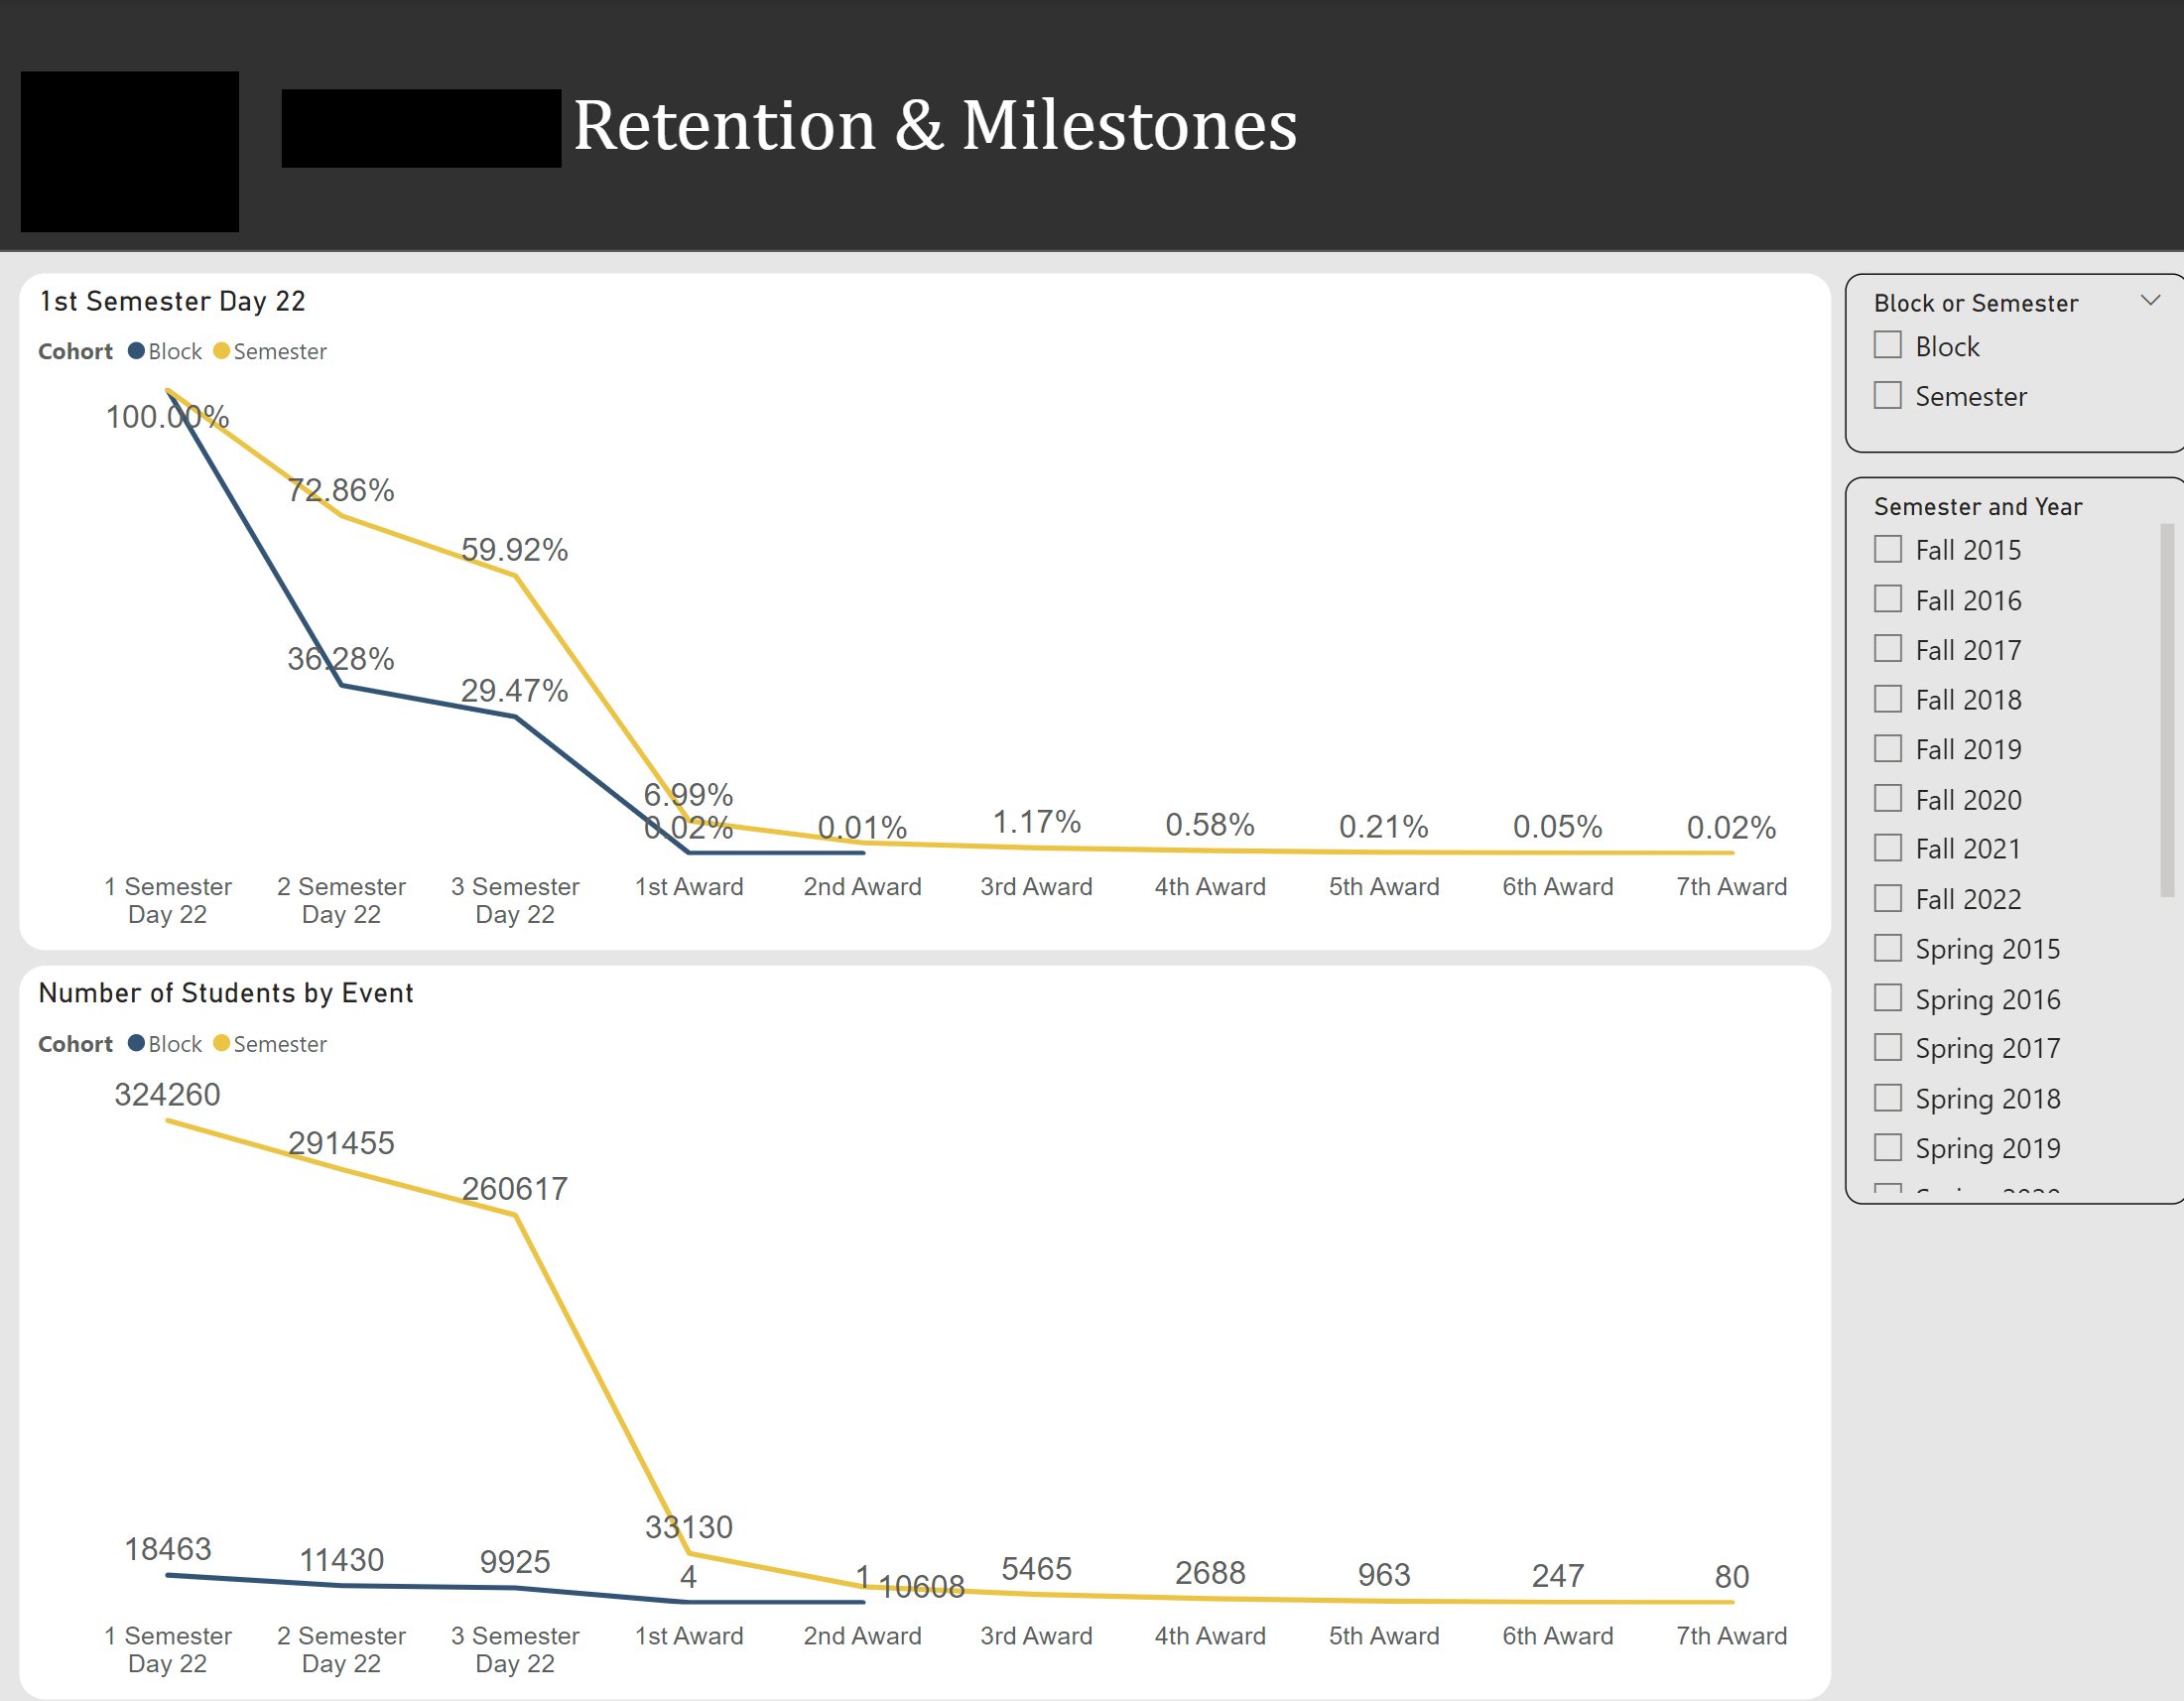 Retention & Milestones
1st Semester Day 22
Cohort Block Semester
100.00%
72.86%
59.92%
36.28%
29.47%
6.99%
0.02%
0.01%
1.17%
0.58%
0.21%
0.05%
0.02%
1 Semester Day 22
2 Semester Day 22
3 Semester Day 22
1st Award
2nd Award
3rd Award
4th Award
5th Award
6th Award
7th Award
Number of Students by Event
Cohort Block Semester
324260
291455
260617
33130
18463
11430
9925
4
1
10608
5465
2688
963
247
80
1 Semester Day 22
2 Semester Day 22
3 Semester Day 22
1st Award
2nd Award
3rd Award
4th Award
5th Award
6th Award
7th Award
Block or Semester
Block
Semester
Semester and Year
Fall 2015
Fall 2016
Fall 2017
Fall 2018
Fall 2019
Fall 2020
Fall 2021
Fall 2022
Spring 2015
Spring 2016
Spring 2017
Spring 2018
Spring 2019